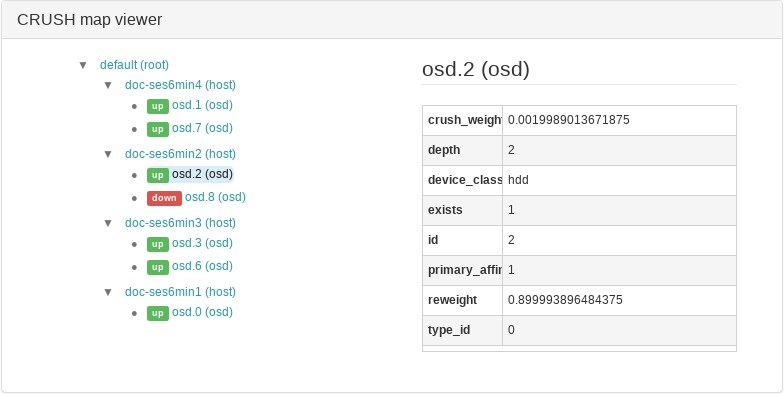 CRUSH map viewer
default (root)
doc-ses6min4 (host)
up osd.1 (osd)
up osd.7 (osd)
doc-ses6min2 (host)
up osd.2 (osd)
down osd.8 (osd)
doc-ses6min3 (host)
up osd.3 (osd)
up osd.6 (osd)
doc-ses6min1 (host)
up osd.0 (osd)
osd.2 (osd)
crush_weight 0.0019989013671875
depth 2
device_class hdd
exists 1
id 2
primary_affin 1
reweight 0.899993896484375
type_id 0